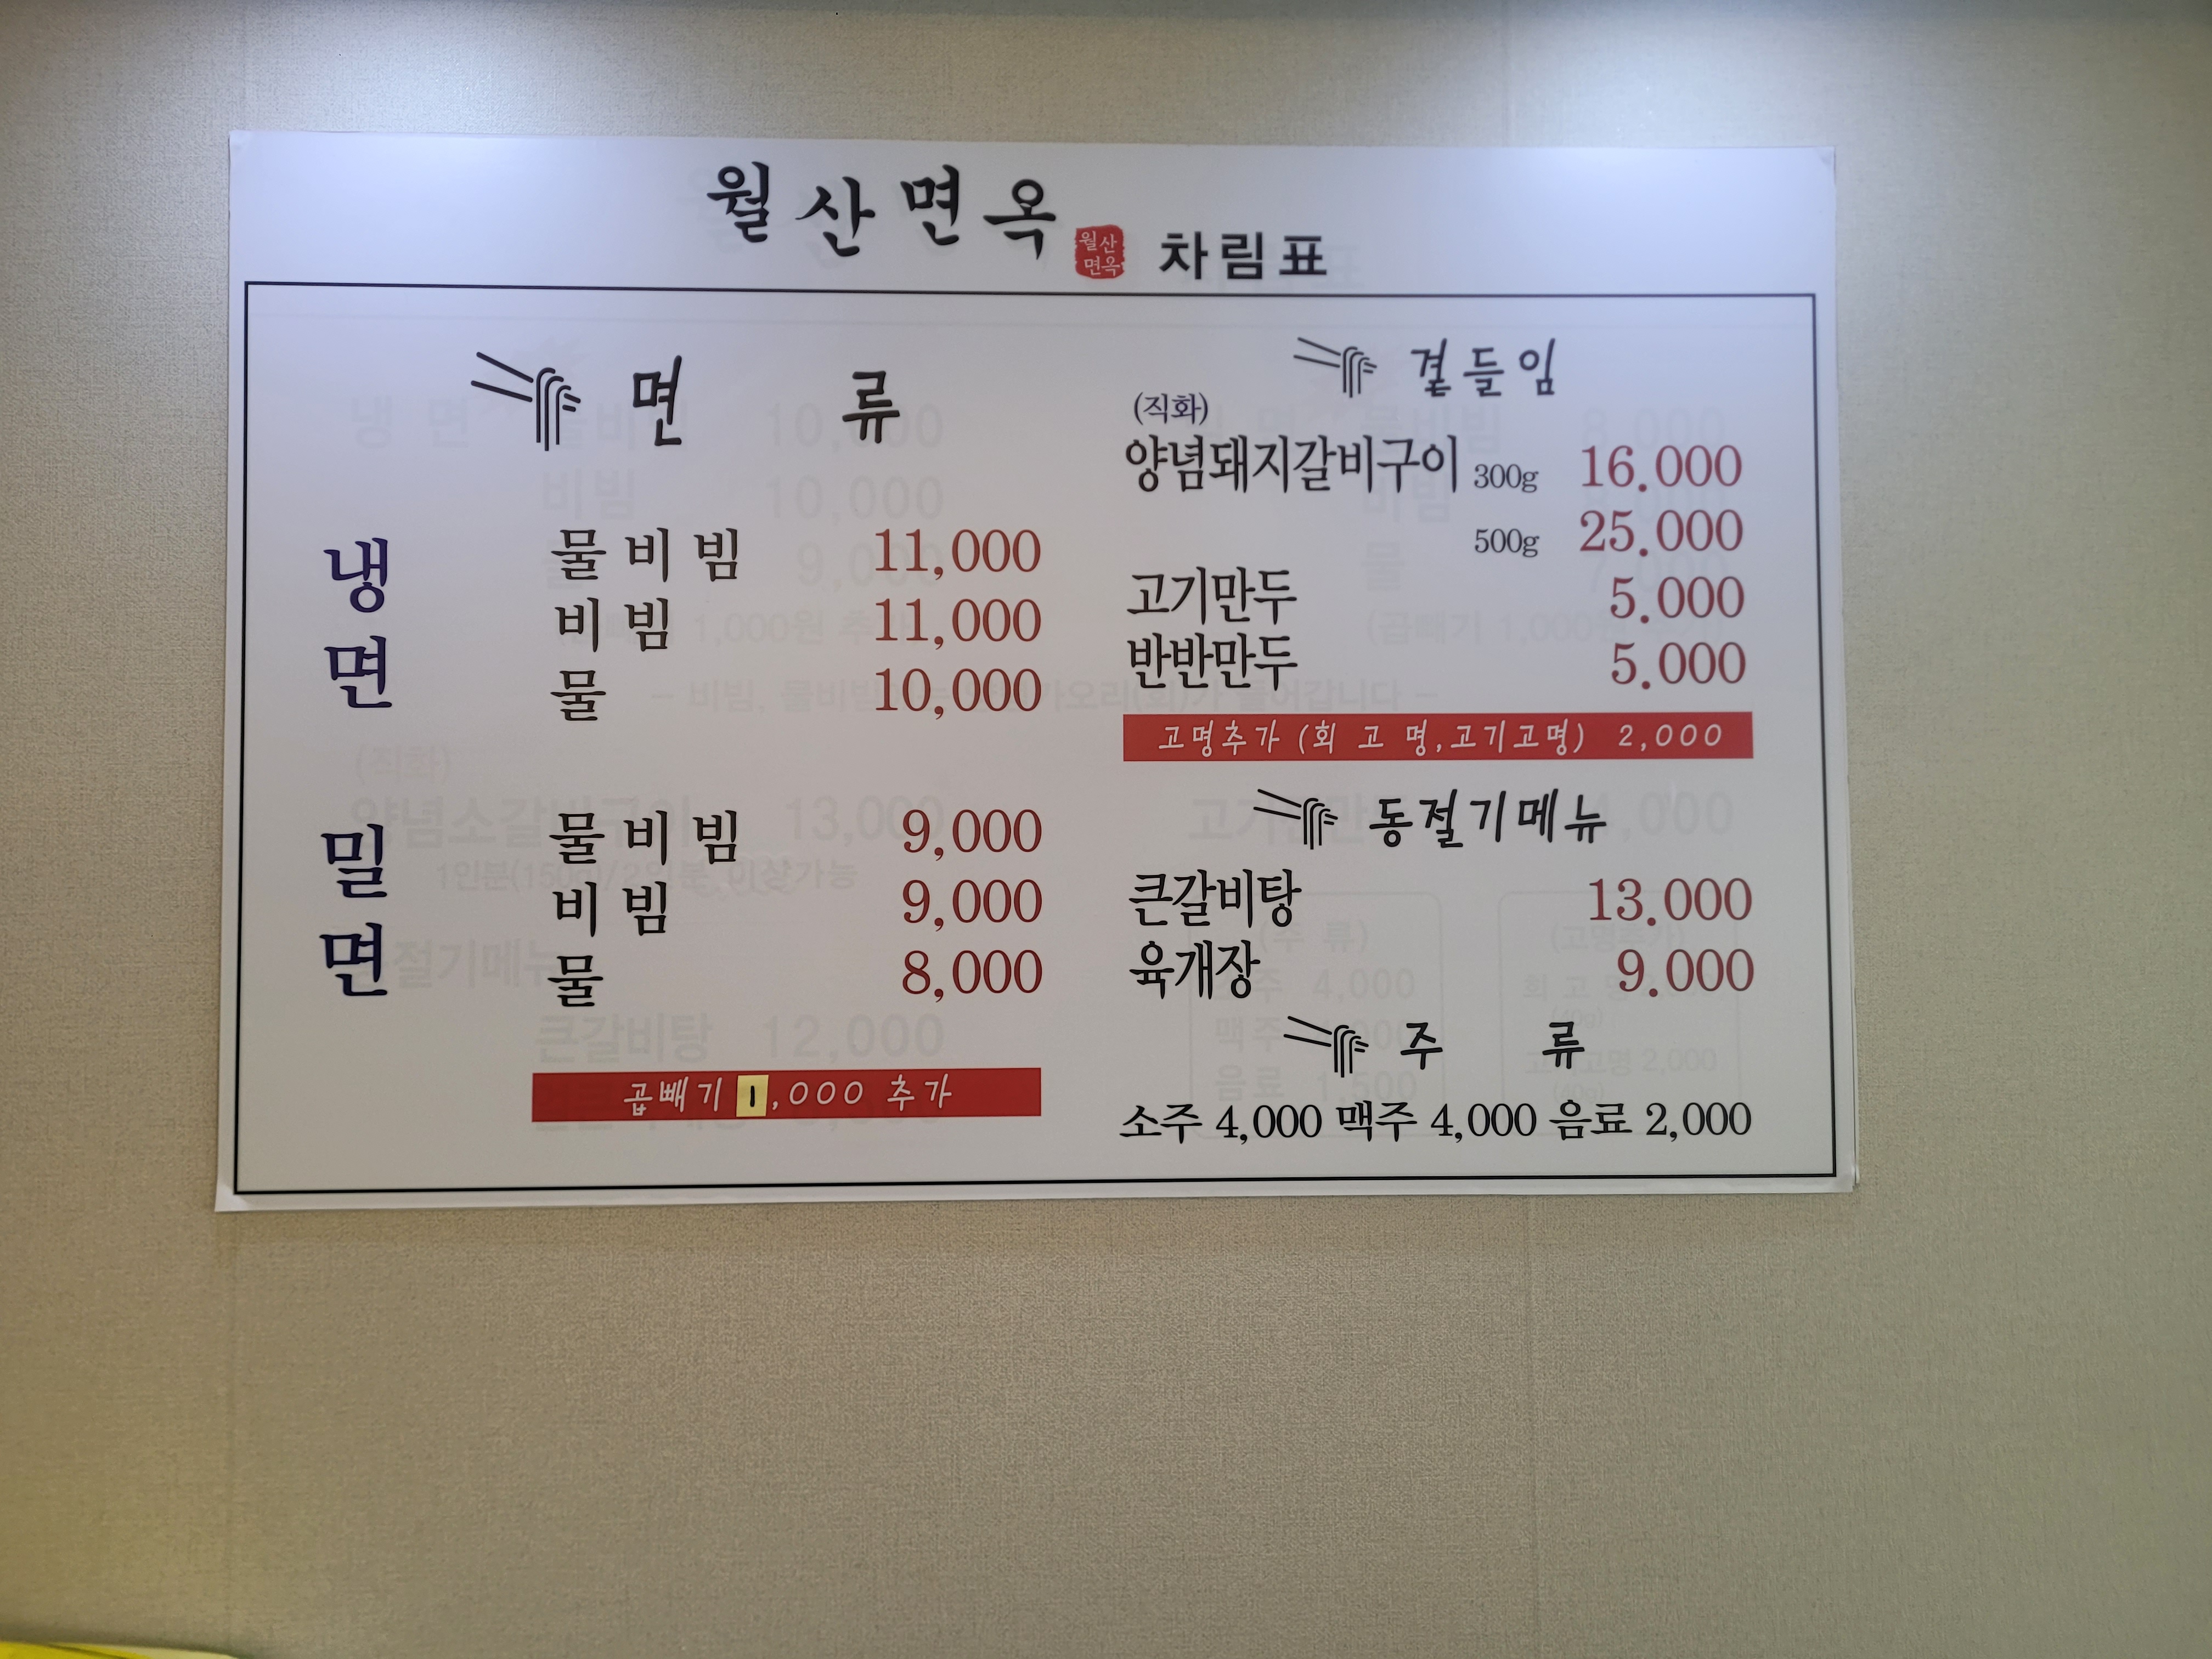 월산면옥
월산
면옥
차림표
면 류
냉면
물비빔 11,000
비빔 11,000
물 10,000
밀면
물비빔 9,000
비빔 9,000
물 8,000
곱빼기 1,000 추가
곁들임
(직화)
양념돼지갈비구이 300g 16.000
500g 25.000
고기만두 5.000
반반만두 5.000
고명추가 (회 고 명,고기고명) 2,000
동절기메뉴
큰갈비탕 13.000
육개장 9.000
주 류
소주 4,000 맥주 4,000 음료 2,000